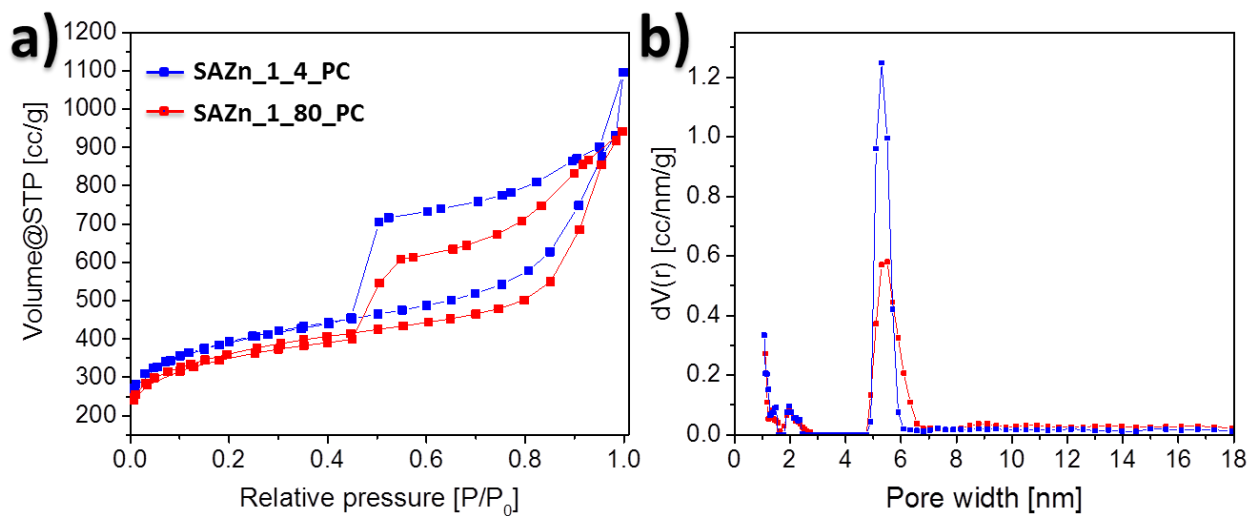 a)
1200
1100
1000
900
800
700
600
500
400
300
200
Volume@STP [cc/g]
SAZn_1_4_PC
SAZn_1_80_PC
0.0 0.2 0.4 0.6 0.8 1.0
Relative pressure [P/P0]
b)
1.2
1.0
0.8
0.6
0.4
0.2
0.0
dV(r) [cc/nm/g]
0 2 4 6 8 10 12 14 16 18
Pore width [nm]